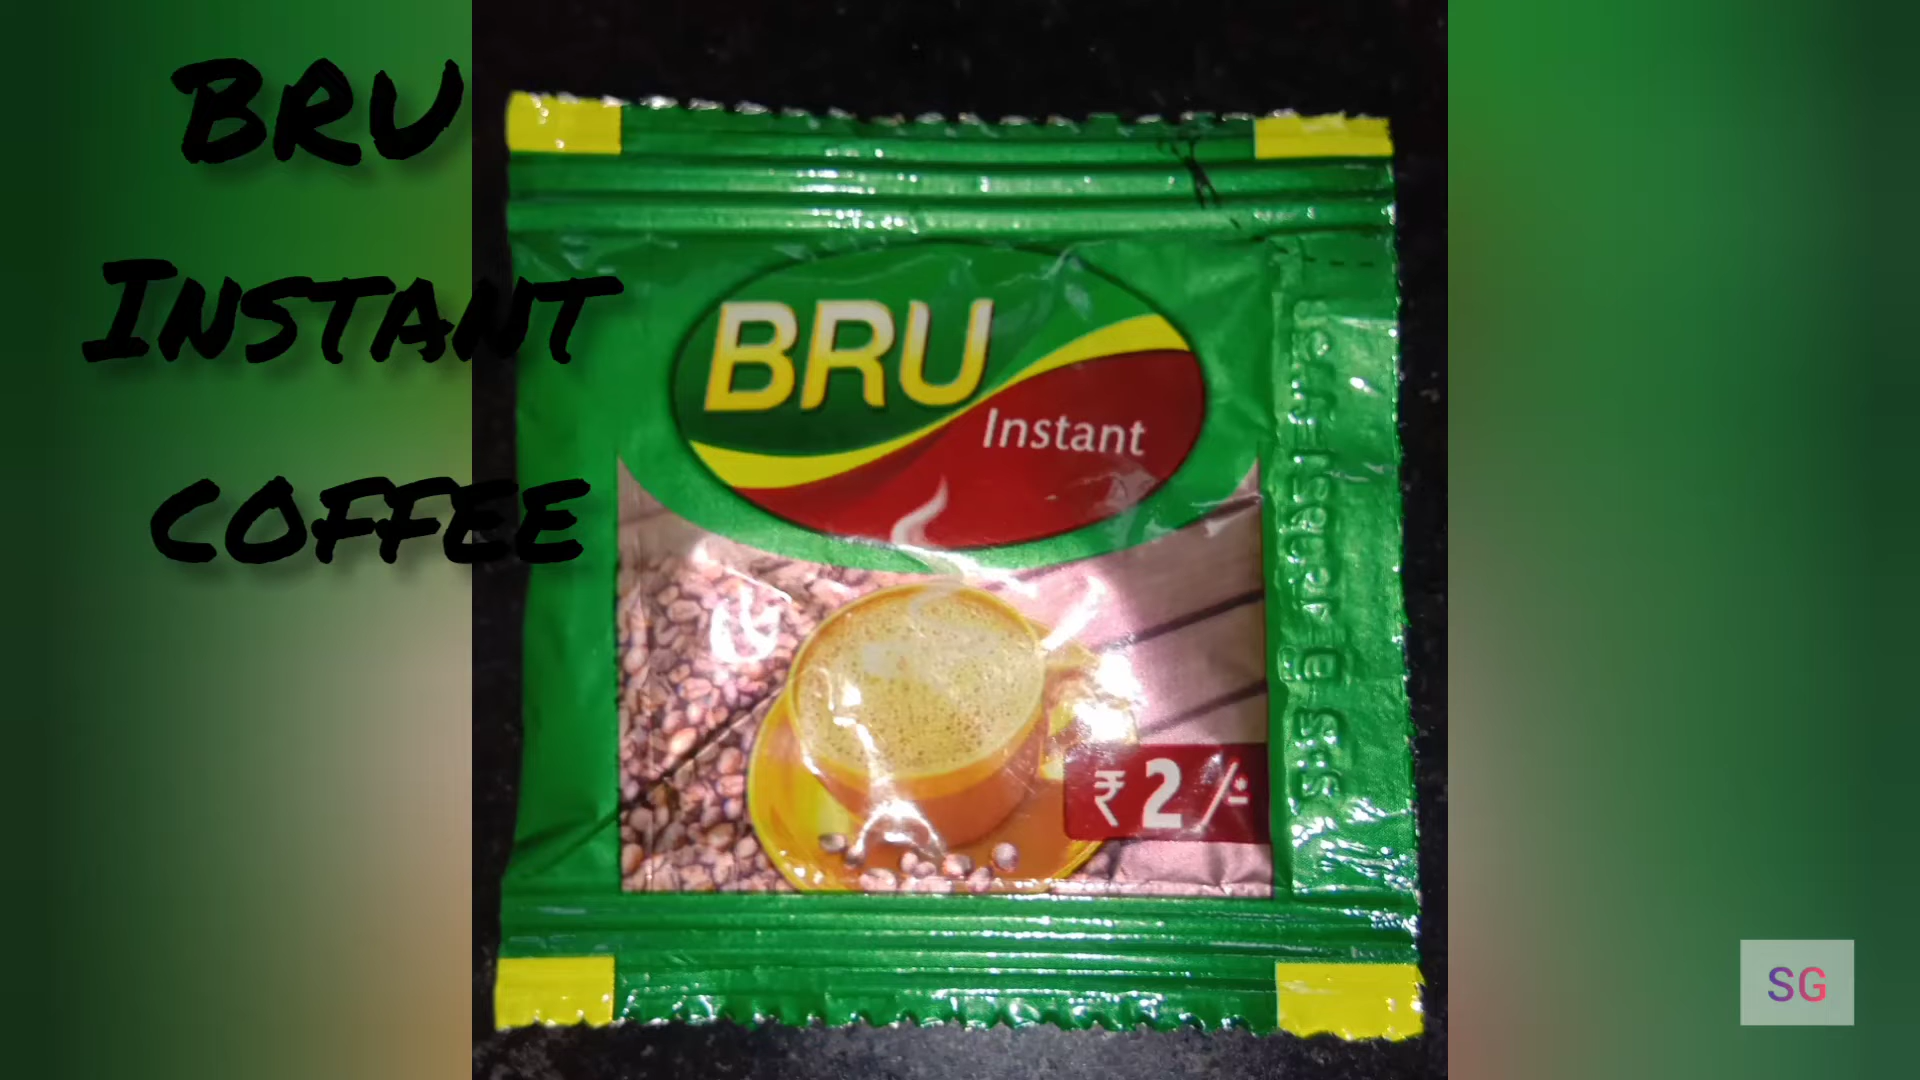 BRU
INSTANT
COFFEE
BRU
Instant
₹ 2/-*
SG